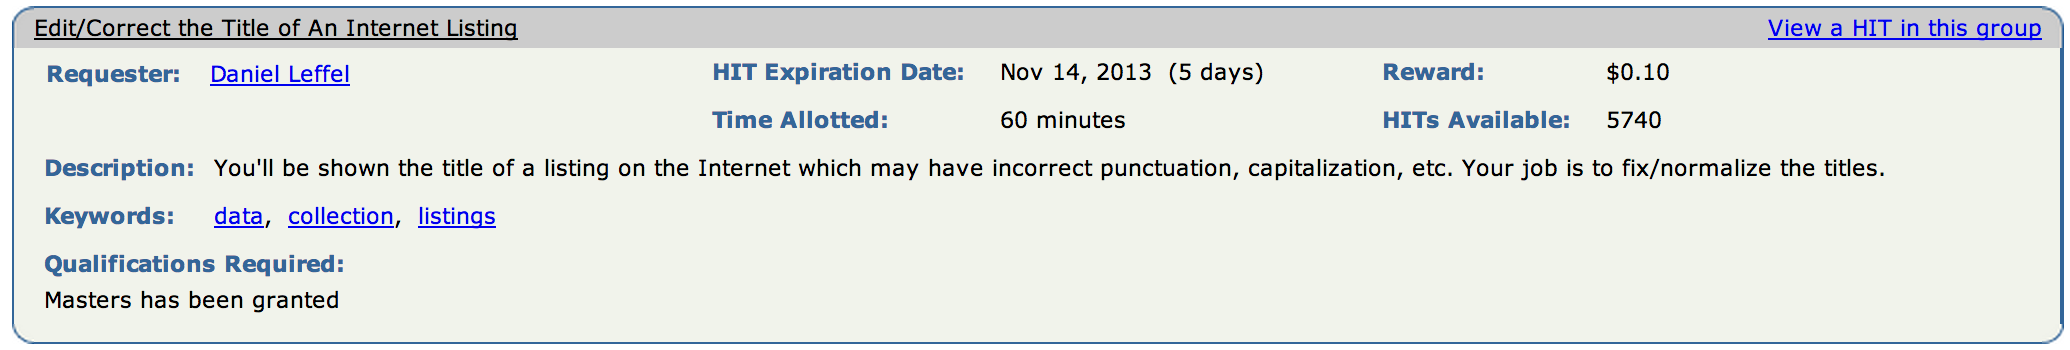 Edit/Correct the Title of An Internet Listing View a HIT in this group
Requester: Daniel Leffel HIT Expiration Date: Nov 14, 2013 (5 days) Reward: $0.10
Time Allotted: 60 minutes HITs Available: 5740
Description: You'll be shown the title of a listing on the Internet which may have incorrect punctuation, capitalization, etc. Your job is to fix/normalize the titles.
Keywords: data, collection, listings
Qualifications Required:
Masters has been granted